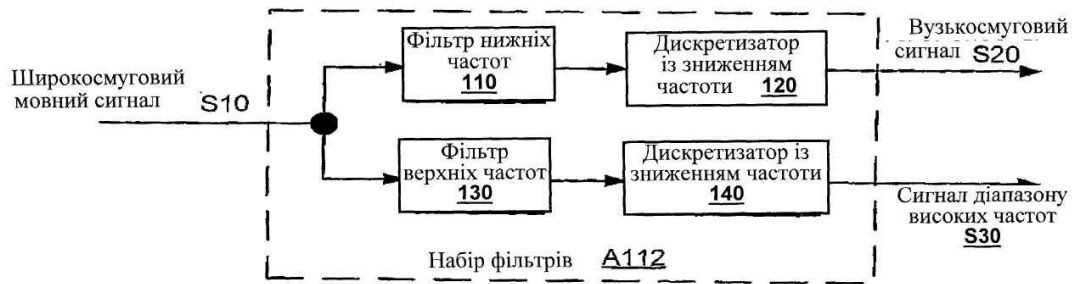 Широкосмуговий
мовний сигнал
S10
Фільтр нижніх
частот
110
Дискретизатор
із зниженням
частоти 120
Вузькосмуговий
сигнал S20
Фільтр
верхніх частот
130
Дискретизатор із
зниженням частоти
140
Сигнал діапазону
високих частот
S30
Набір фільтрів A112